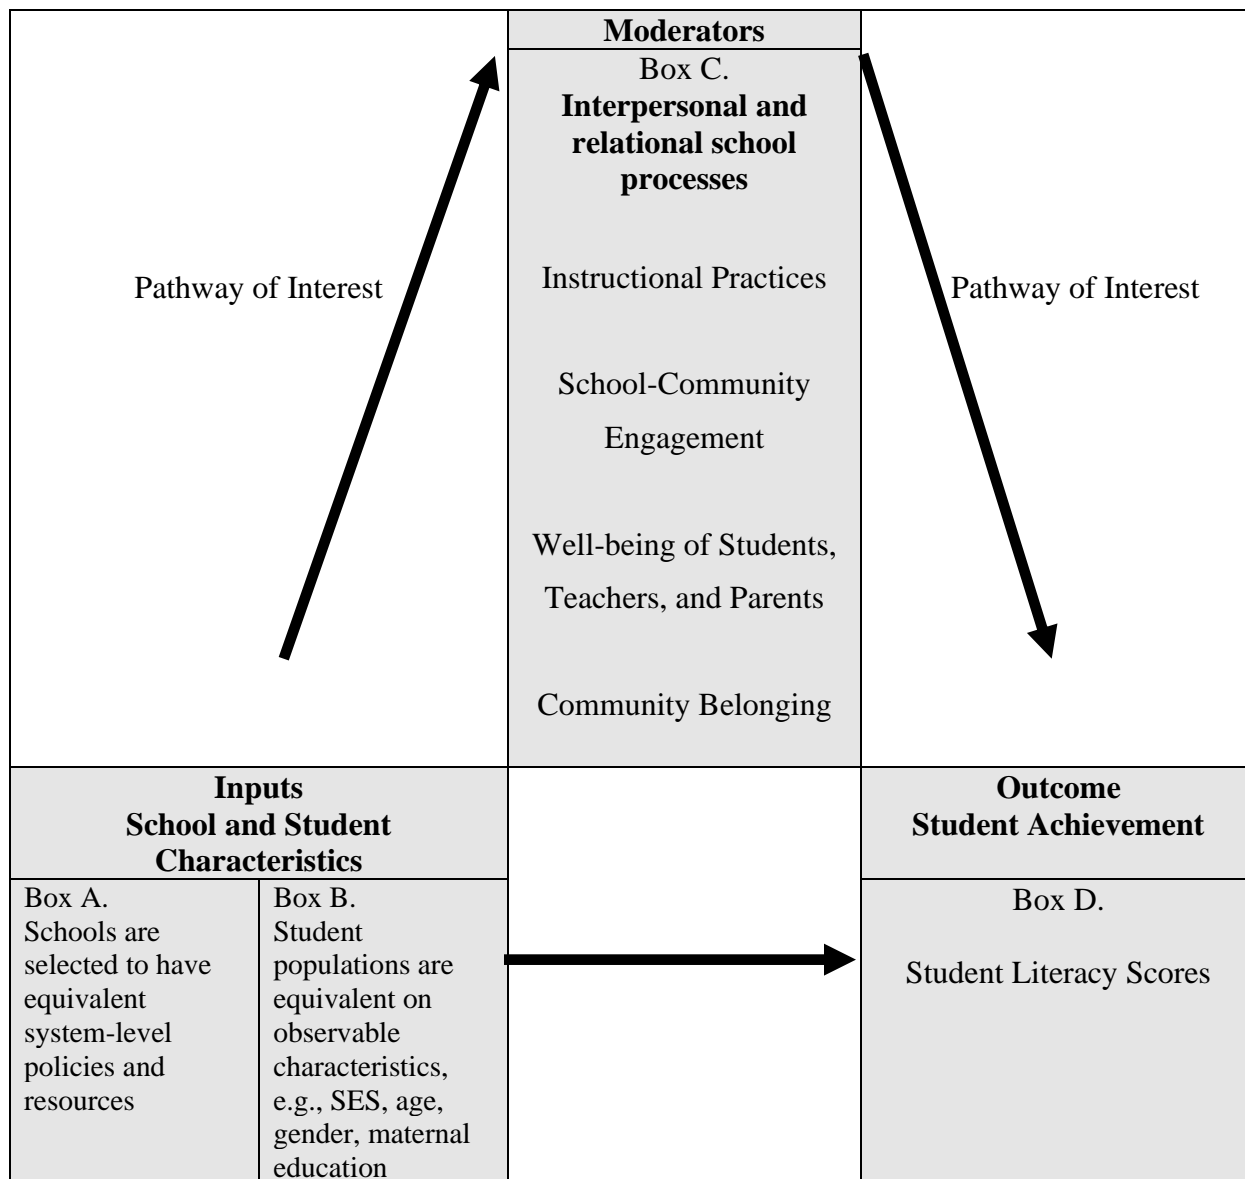 Moderators
Box C.
Interpersonal and
relational school
processes
Instructional Practices
School-Community
Engagement
Well-being of Students,
Teachers, and Parents
Community Belonging
Pathway of Interest
Pathway of Interest
Inputs
School and Student
Characteristics
Box A.
Schools are
selected to have
equivalent
system-level
policies and
resources
Box B.
Student
populations are
equivalent on
observable
characteristics,
e.g., SES, age,
gender, maternal
education
Outcome
Student Achievement
Box D.
Student Literacy Scores